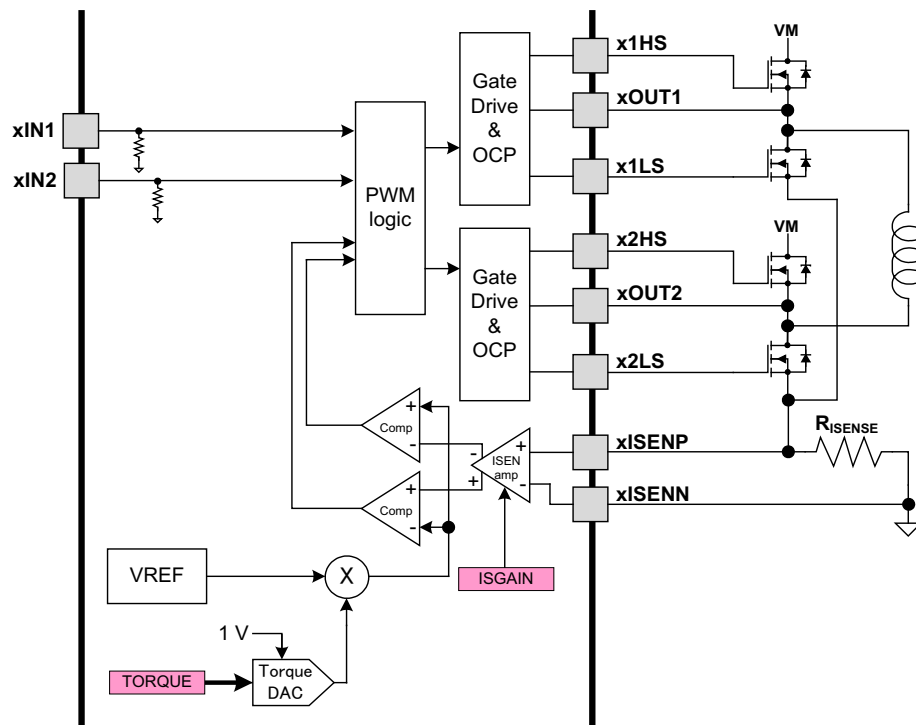 x1HS
VM
Gate
Drive
&
OCP
xOUT1
xIN1
xIN2
x1LS
PWM
logic
x2HS
VM
Gate
Drive
&
OCP
xOUT2
x2LS
+
Comp
-
RISENSE
xISENP
-
+
ISEN
amp
+
-
xISENN
+
Comp
-
VREF
X
ISGAIN
1 V
TORQUE
Torque
DAC